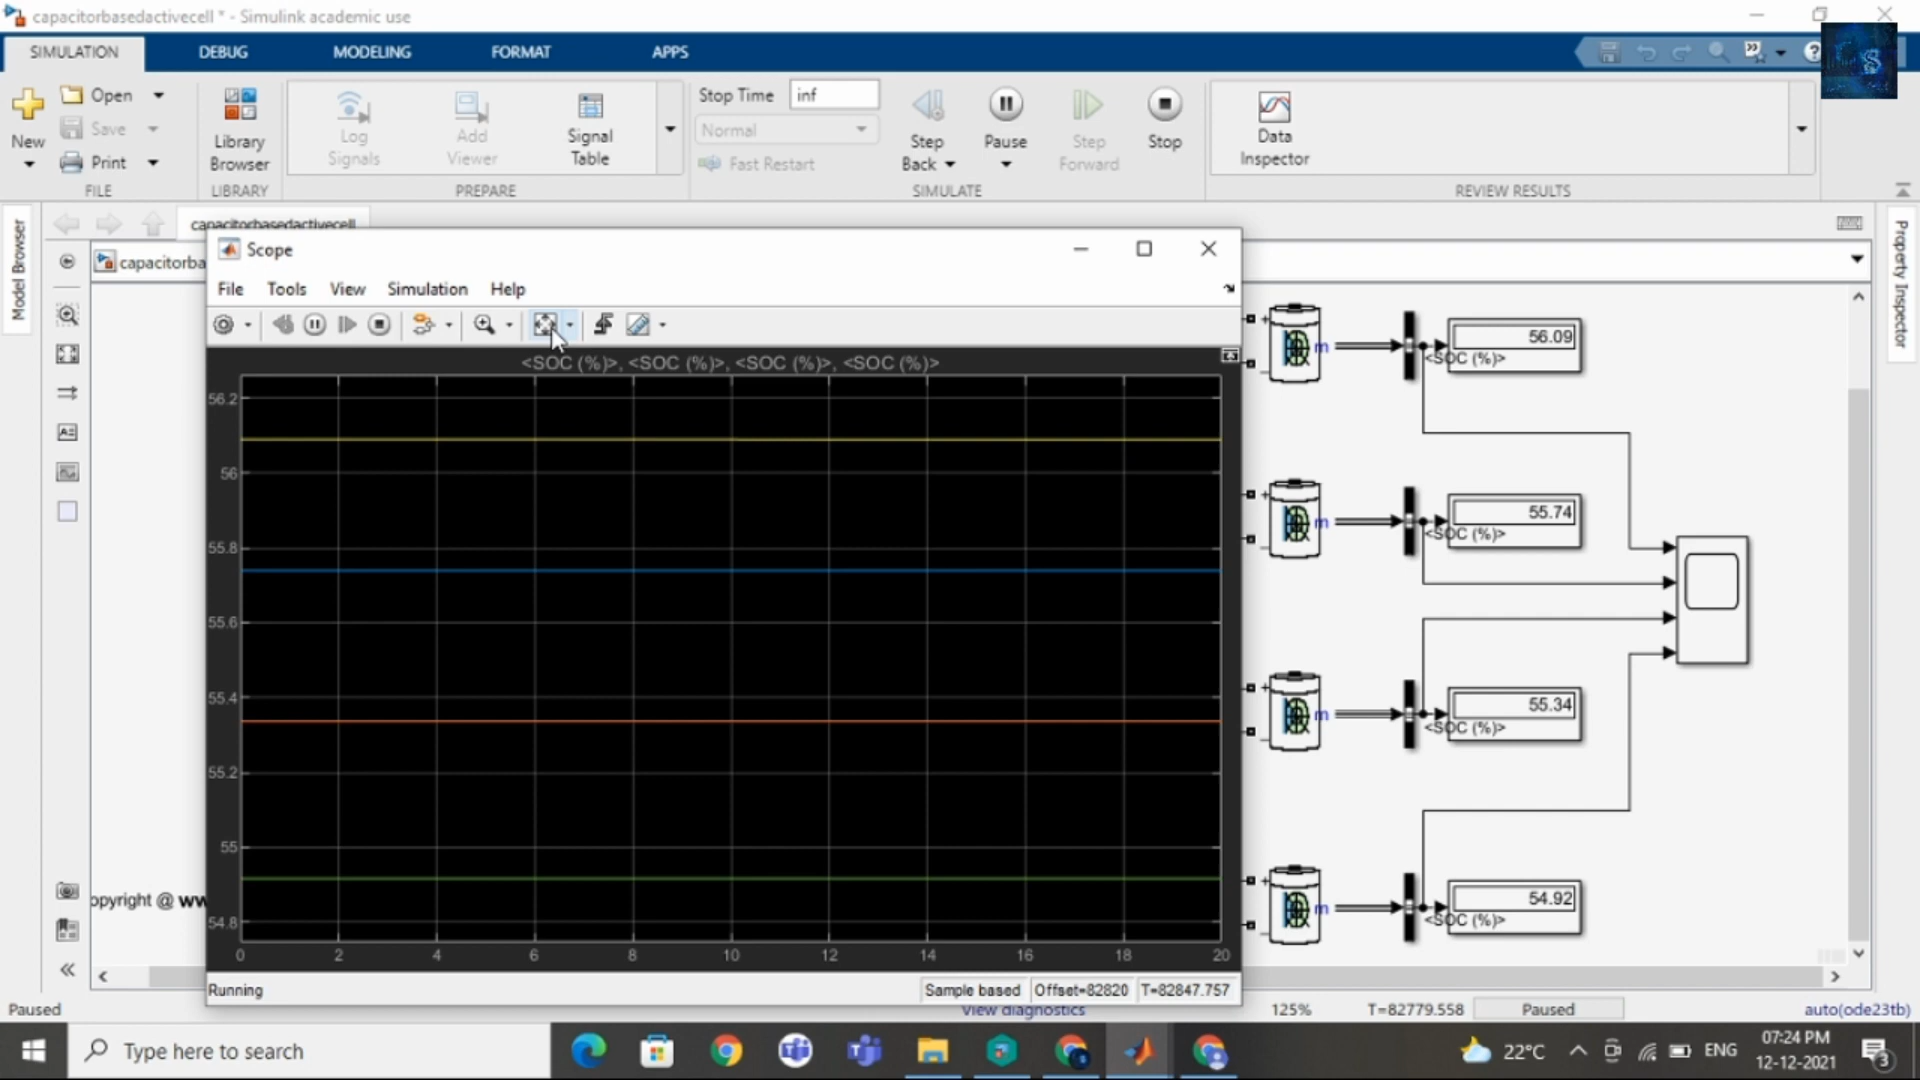 capacitorbasedactivecell * - Simulink academic use
SIMULATION
DEBUG
MODELING
FORMAT
APPS
New
Open
Save
Print
FILE
Library Browser
LIBRARY
Log Signals
Add Viewer
Signal Table
PREPARE
Stop Time
inf
Normal
Fast Restart
Step Back
Pause
Step Forward
Stop
SIMULATE
Data Inspector
REVIEW RESULTS
Model Browser
Property Inspector
capacitorbasedactivecell
capacitorba
Scope
File Tools View Simulation Help
<SOC (%)>, <SOC (%)>, <SOC (%)>, <SOC (%)>
56.2
56
55.8
55.6
55.4
55.2
55
54.8
0 2 4 6 8 10 12 14 16 18 20
Running
Sample based
Offset=82820
T=82847.757
m
56.09
<SOC (%)>
m
55.74
<SOC (%)>
m
55.34
<SOC (%)>
m
54.92
<SOC (%)>
opyright @ ww
Paused
View diagnostics
125%
T=82779.558
Paused
auto(ode23tb)
Type here to search
22°C
ENG
07:24 PM
12-12-2021
3